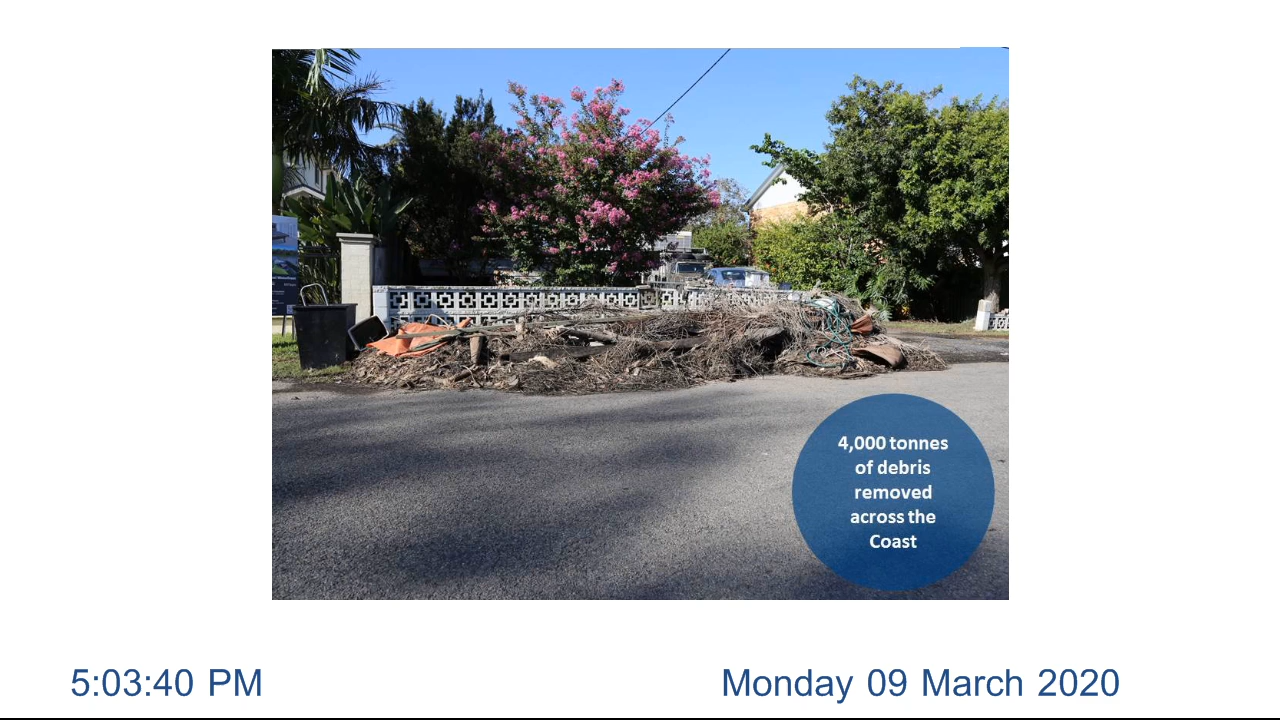 4,000 tonnes
of debris
removed
across the
Coast
5:03:40 PM
Monday 09 March 2020